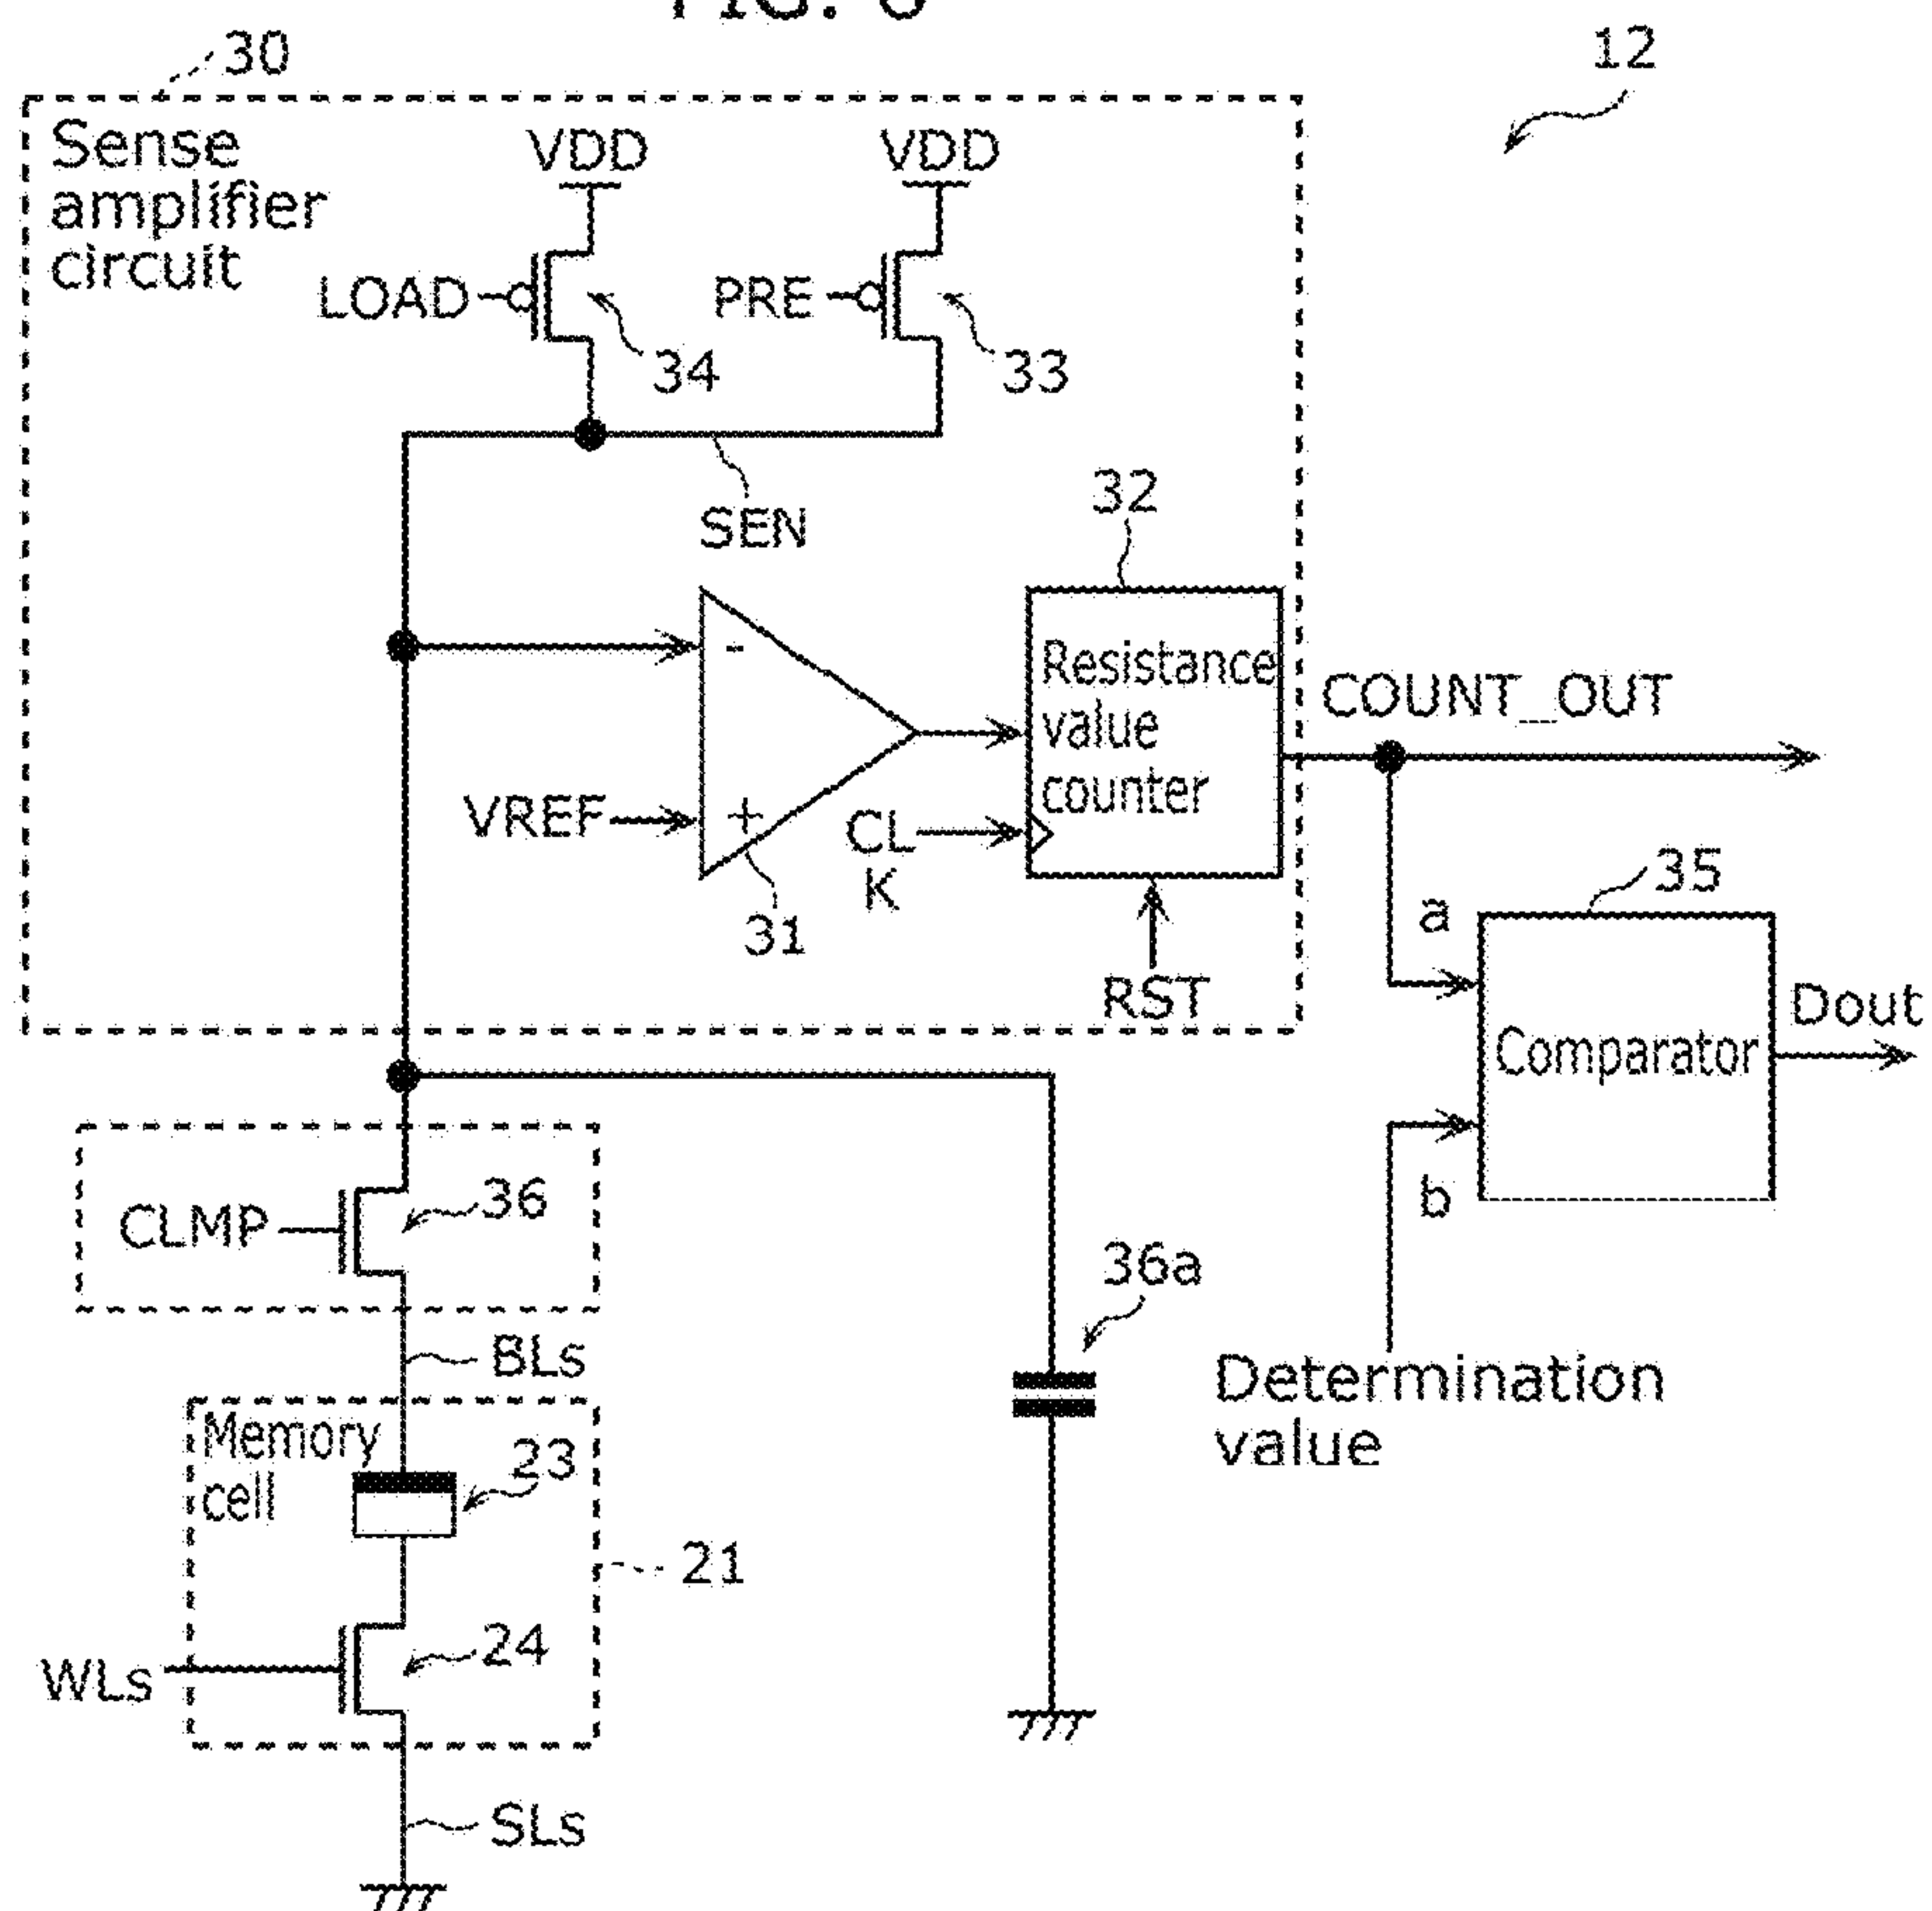 30
12
Sense
amplifier
circuit
VDD
VDD
LOAD
PRE
34
33
SEN
32
-
Resistance
value
counter
COUNT_OUT
VREF
+
CL
K
31
RST
35
a
Comparator
Dout
b
CLMP
36
36a
BLs
Determination
value
Memory
cell
23
21
24
WLs
SLs